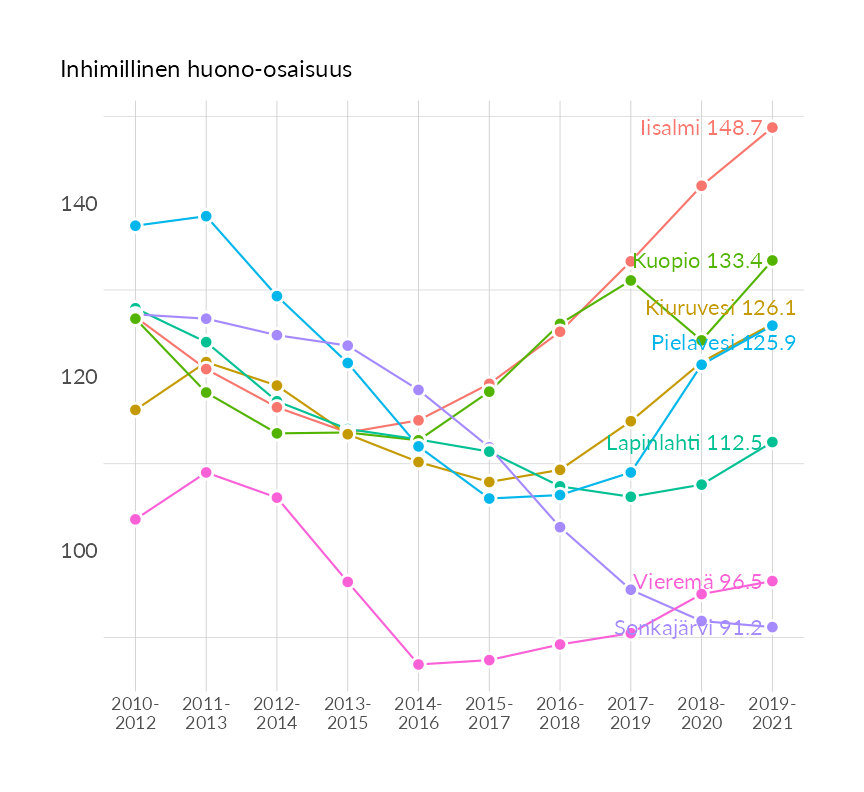 Inhimillinen huono-osaisuus
Iisalmi 148.7
140
Kuopio 133.4
Kiuruvesi 126.1
Pielavesi 125.9
120
Lapinlahti 112.5
100
Vieremä 96.5
Sonkajärvi 91.2
2010-
2012
2011-
2013
2012-
2014
2013-
2015
2014-
2016
2015-
2017
2016-
2018
2017-
2019
2018-
2020
2019-
2021